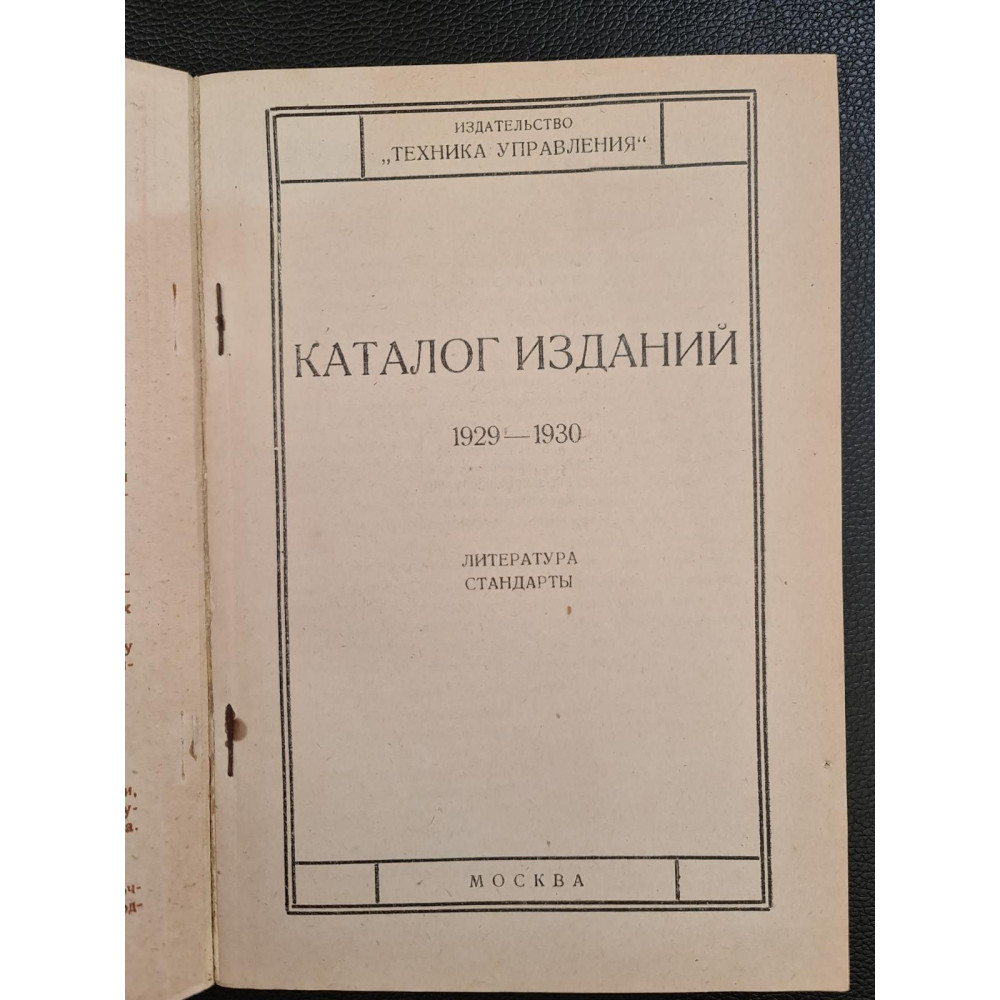 ИЗДАТЕЛЬСТВО
„ТЕХНИКА УПРАВЛЕНИЯ“
КАТАЛОГ ИЗДАНИЙ
1929—1930
ЛИТЕРАТУРА
СТАНДАРТЫ
МОСКВА